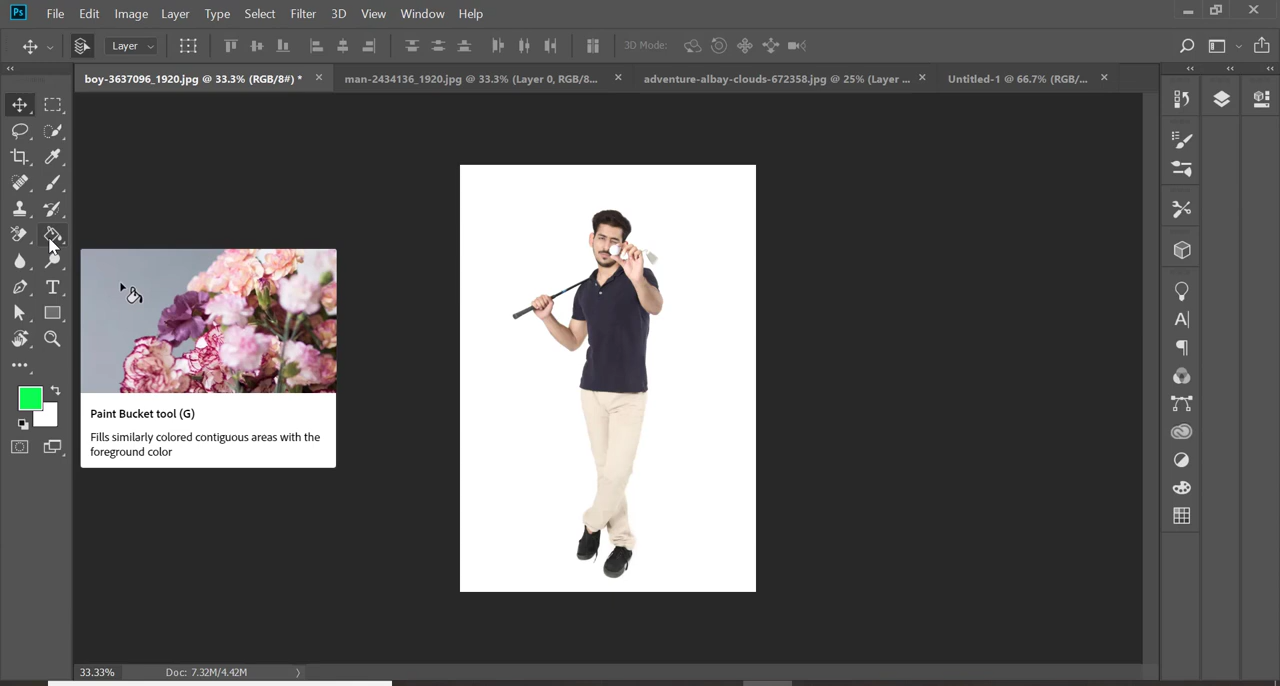 Ps File Edit Image Layer Type Select Filter 3D View Window Help
Layer 3D Mode:
boy-3637096_1920.jpg @ 33.3% (RGB/8#) * man-2434136_1920.jpg @ 33.3% (Layer 0, RGB/8... adventure-albay-clouds-672358.jpg @ 25% (Layer ... Untitled-1 @ 66.7% (RGB/...
Paint Bucket tool (G)
Fills similarly colored contiguous areas with the
foreground color
33.33% Doc: 7.32M/4.42M